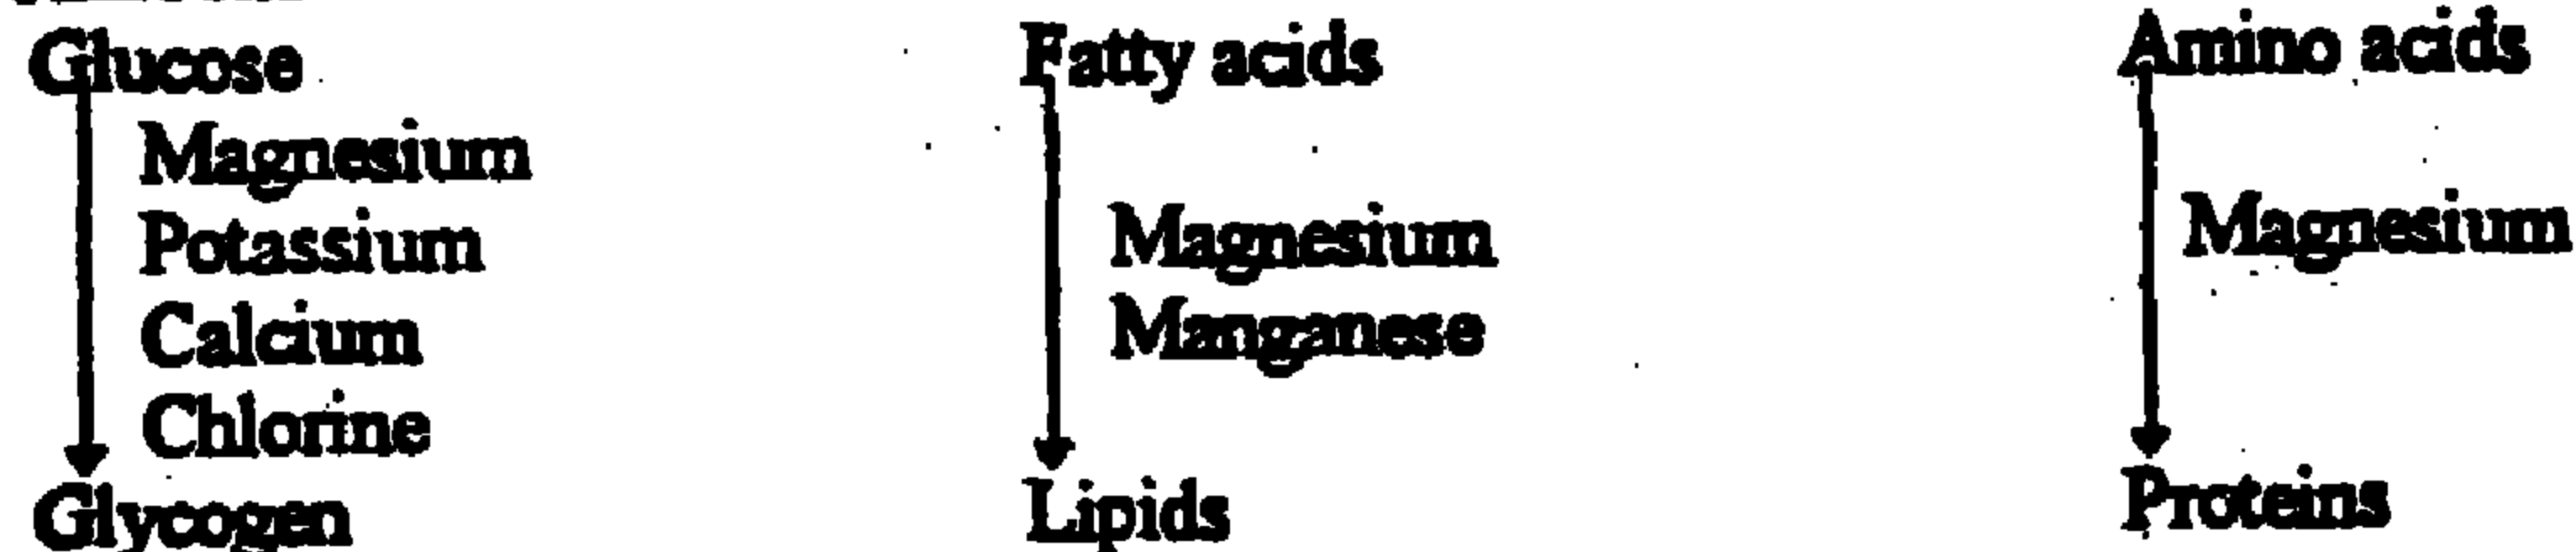 Glucose
Magnesium
Potassium
Calcium
Chlorine
Glycogen
Fatty acids
Magnesium
Manganese
Lipids
Amino acids
Magnesium
Proteins